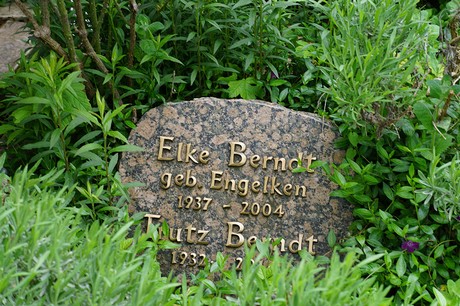 Elke Berndt
geb. Engelken
1937 - 2004
Lutz Berndt
1932 -